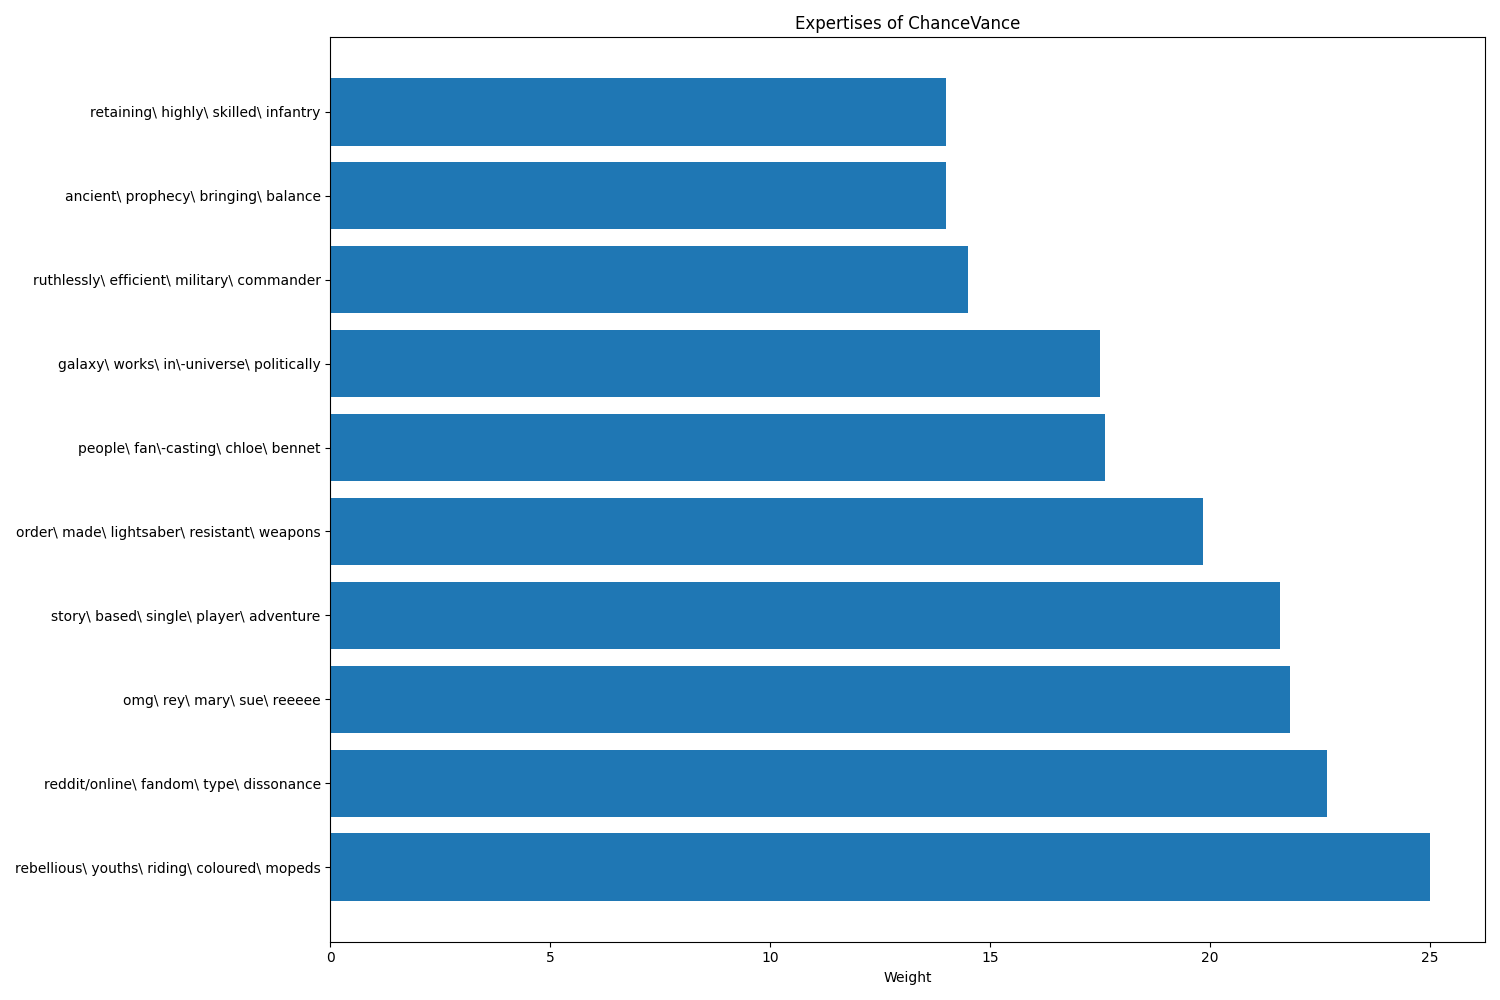 Expertises of ChanceVance
retaining\ highly\ skilled\ infantry
ancient\ prophecy\ bringing\ balance
ruthlessly\ efficient\ military\ commander
galaxy\ works\ in\-universe\ politically
people\ fan\-casting\ chloe\ bennet
order\ made\ lightsaber\ resistant\ weapons
story\ based\ single\ player\ adventure
omg\ rey\ mary\ sue\ reeeee
reddit/online\ fandom\ type\ dissonance
rebellious\ youths\ riding\ coloured\ mopeds
0 5 10 15 20 25
Weight